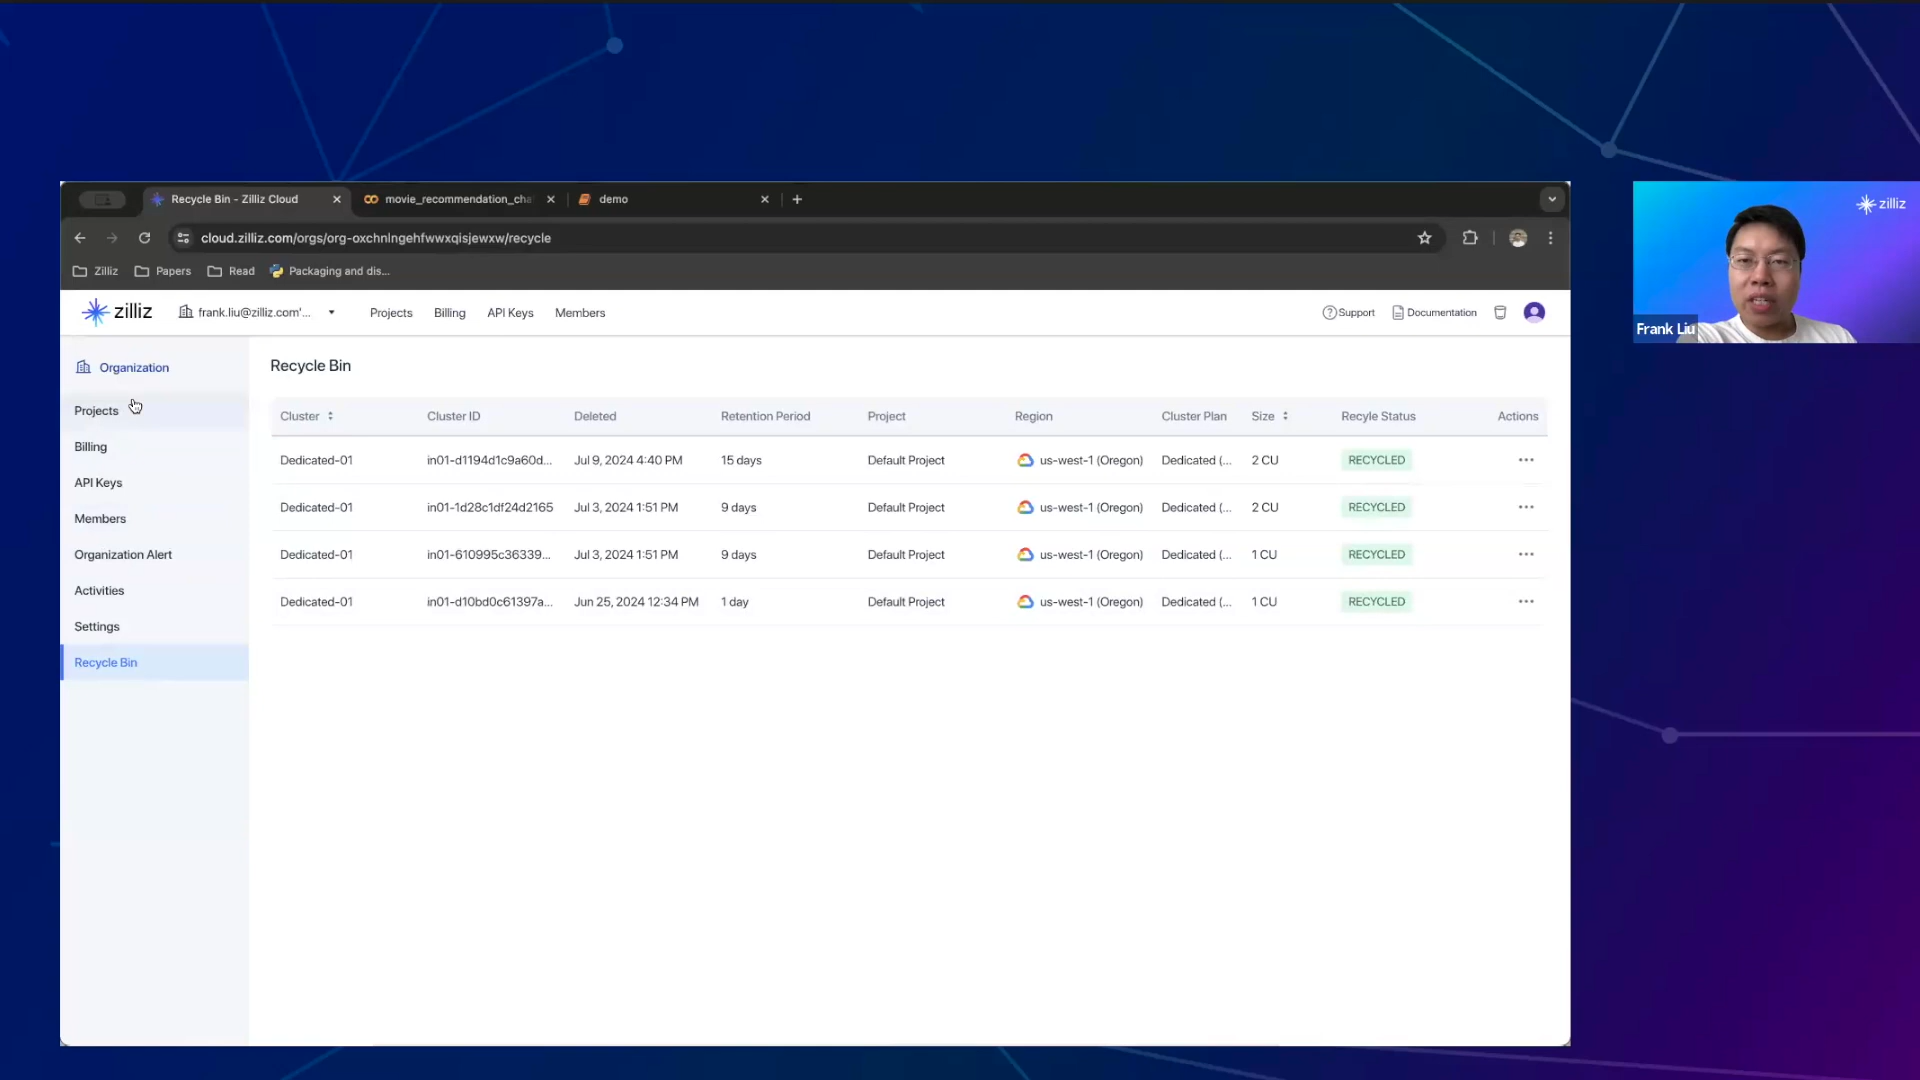 Recycle Bin - Zilliz Cloud
movie_recommendation_cha
demo
cloud.zilliz.com/orgs/org-oxchnlngehfwwxqisjewxw/recycle
Zilliz
Papers
Read
Packaging and dis...
zilliz
frank.liu@zilliz.com'...
Projects
Billing
API Keys
Members
Support
Documentation
zilliz
Frank Liu
Organization
Projects
Billing
API Keys
Members
Organization Alert
Activities
Settings
Recycle Bin
Recycle Bin
Cluster Cluster ID Deleted Retention Period Project Region Cluster Plan Size Recyle Status Actions
Dedicated-01 in01-d1194d1c9a60d... Jul 9, 2024 4:40 PM 15 days Default Project us-west-1 (Oregon) Dedicated (... 2 CU RECYCLED
Dedicated-01 in01-1d28c1df24d2165 Jul 3, 2024 1:51 PM 9 days Default Project us-west-1 (Oregon) Dedicated (... 2 CU RECYCLED
Dedicated-01 in01-610995c36339... Jul 3, 2024 1:51 PM 9 days Default Project us-west-1 (Oregon) Dedicated (... 1 CU RECYCLED
Dedicated-01 in01-d10bd0c61397a... Jun 25, 2024 12:34 PM 1 day Default Project us-west-1 (Oregon) Dedicated (... 1 CU RECYCLED